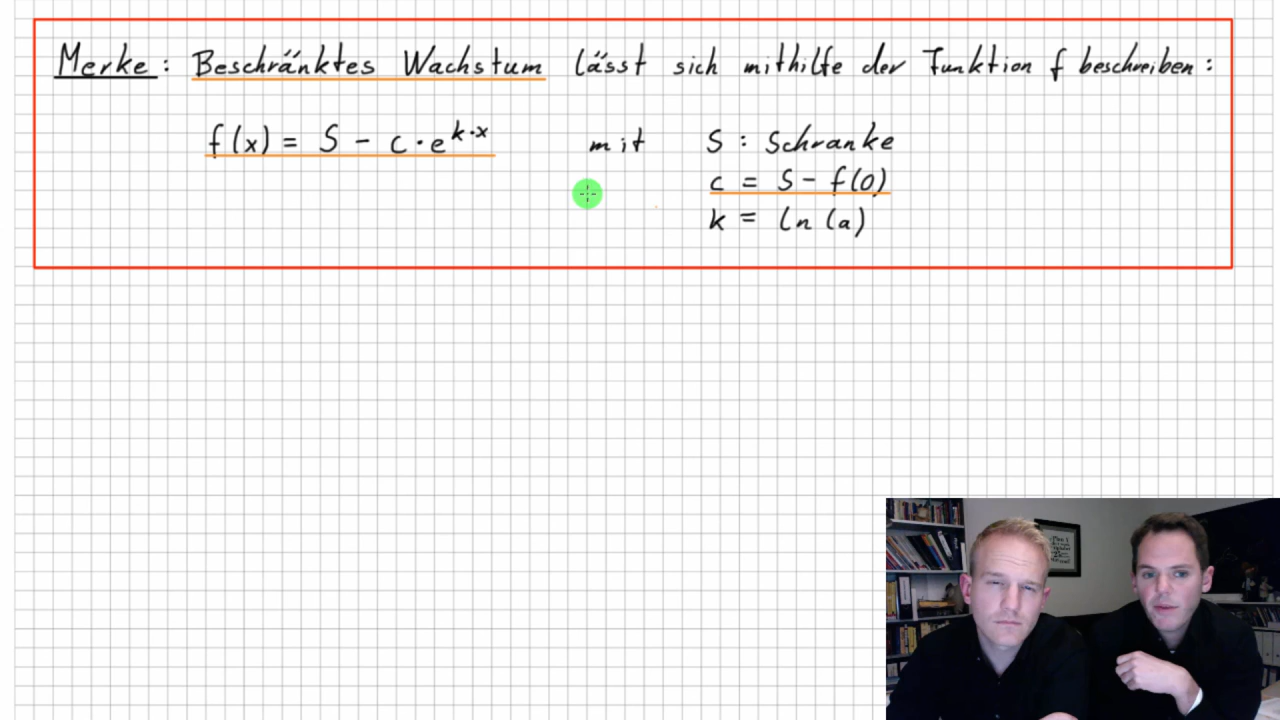 Merke: Beschränktes Wachstum lässt sich mithilfe der Funktion f beschreiben:
f(x) = S - c·e^{k·x} mit S : Schranke
c = S - f(0)
k = ln(a)